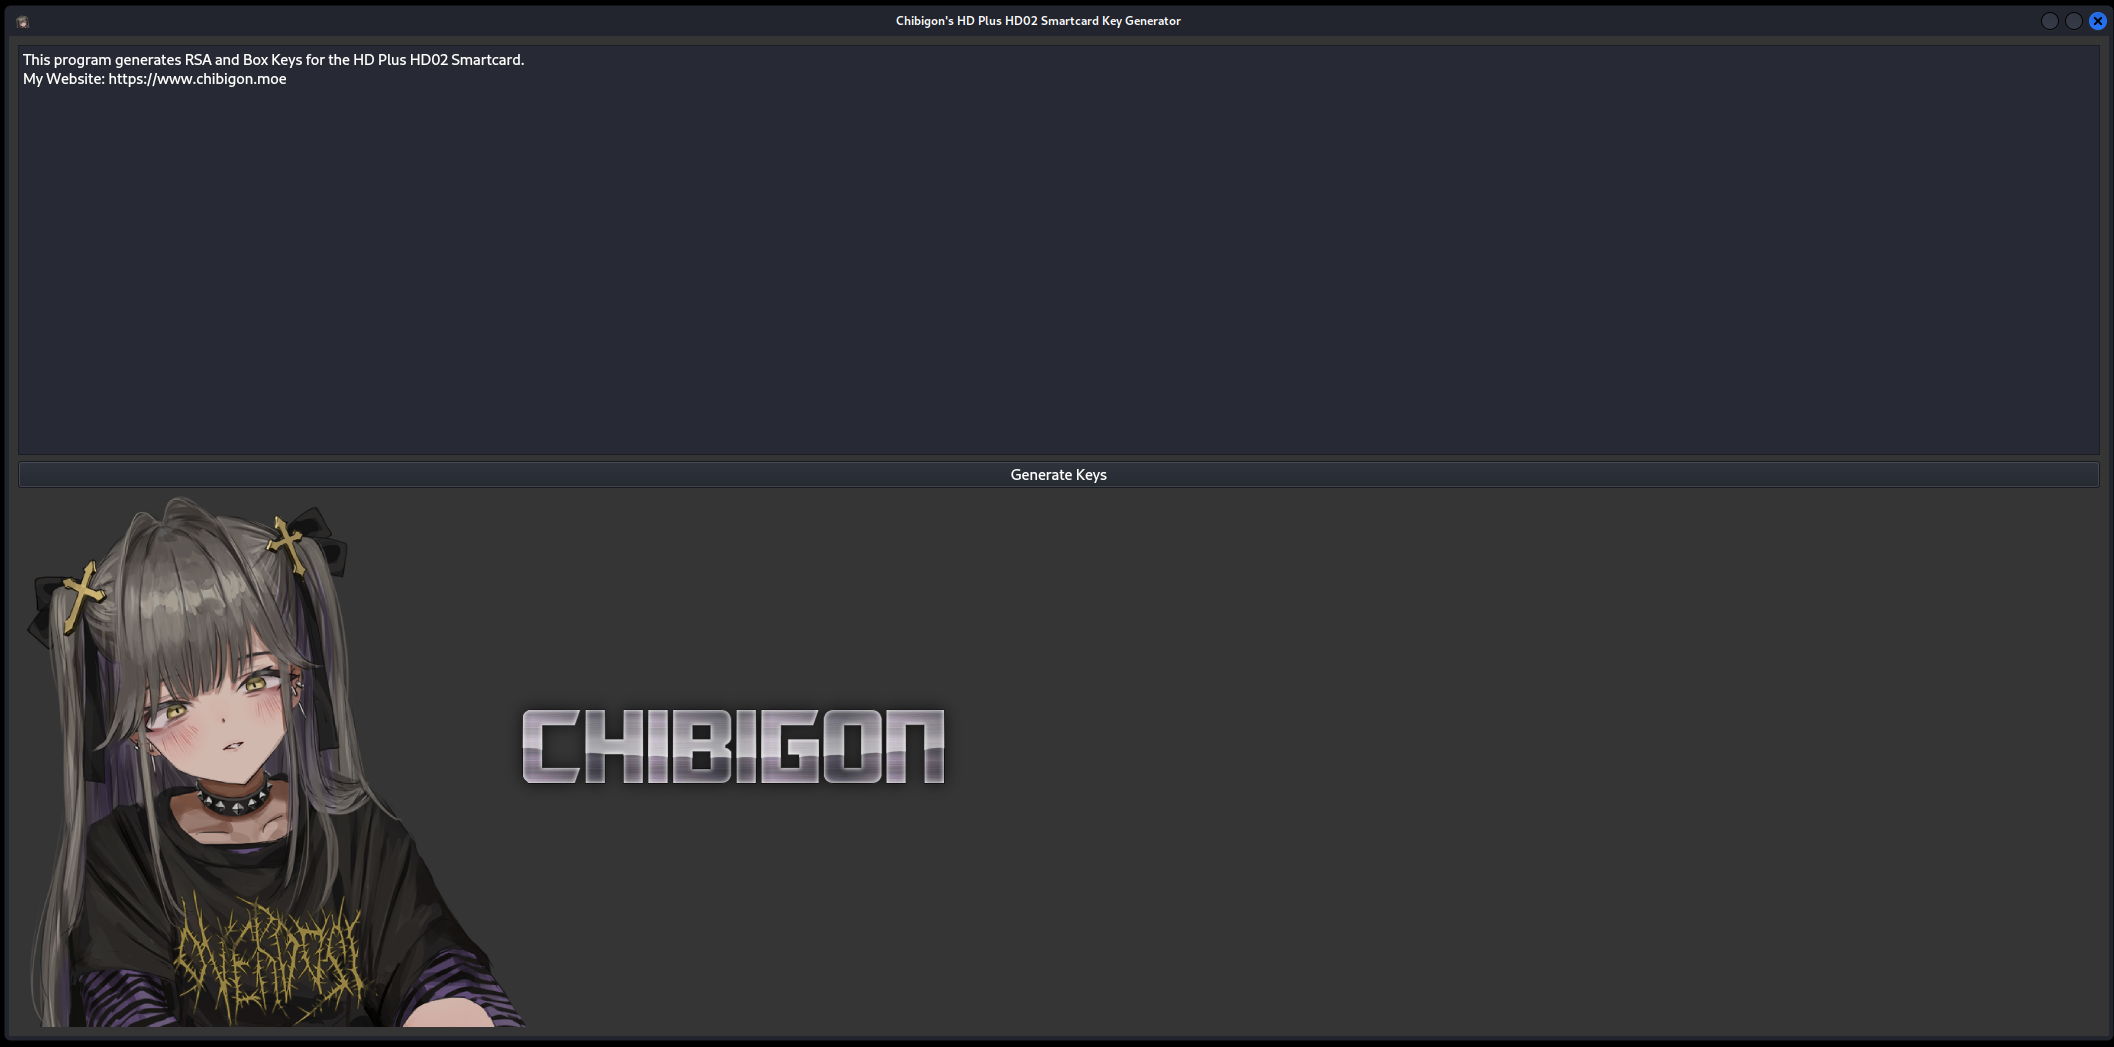 Chibigon's HD Plus HD02 Smartcard Key Generator
This program generates RSA and Box Keys for the HD Plus HD02 Smartcard.
My Website: https://www.chibigon.moe
Generate Keys
CHIBIGON